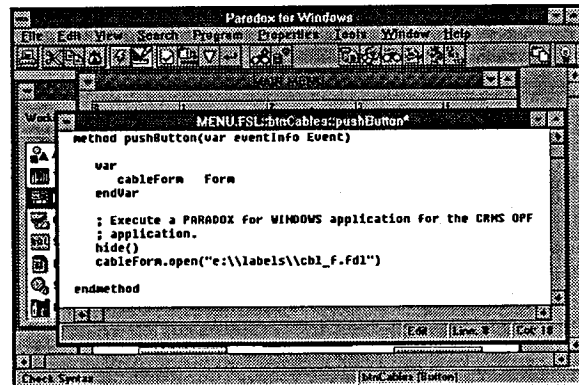 Paradox for Windows
File Edit View Search Program Properties Tools Window Help
MENU.FSL::btnCables::pushButton*
method pushButton(var eventInfo Event)
var
cableForm Form
endVar
; Execute a PARADOX for WINDOWS application for the CRMS OPF
; application.
hide()
cableForm.open("e:\\labels\\cbl_f.fdl")
endmethod
Edit Line: 8 Col: 18
Check Syntax btnCables [Button]